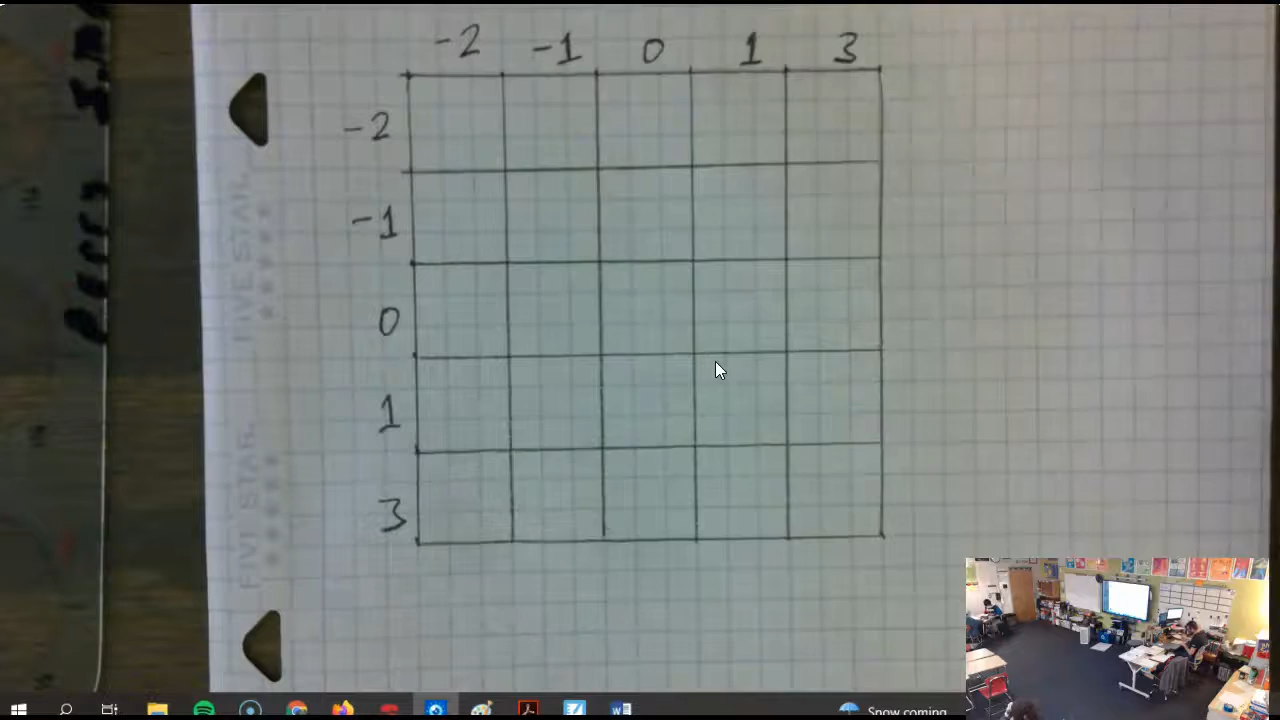 -2 -1 0 1 3
-2
-1
0
1
3
FIVE STAR.
FIVE STAR.
Snow coming